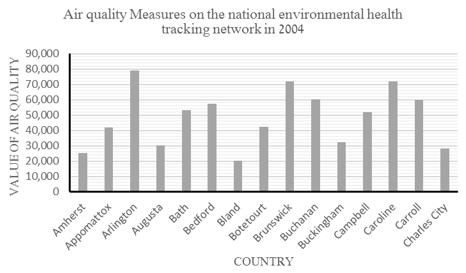 Air quality Measures on the national environmental health
tracking network in 2004
VALUE OF AIR QUALITY
90,000
80,000
70,000
60,000
50,000
40,000
30,000
20,000
10,000
0
Amherst
Appomattox
Arlington
Augusta
Bath
Bedford
Bland
Botetourt
Brunswick
Buchanan
Buckingham
Campbell
Caroline
Carroll
Charles City
COUNTRY